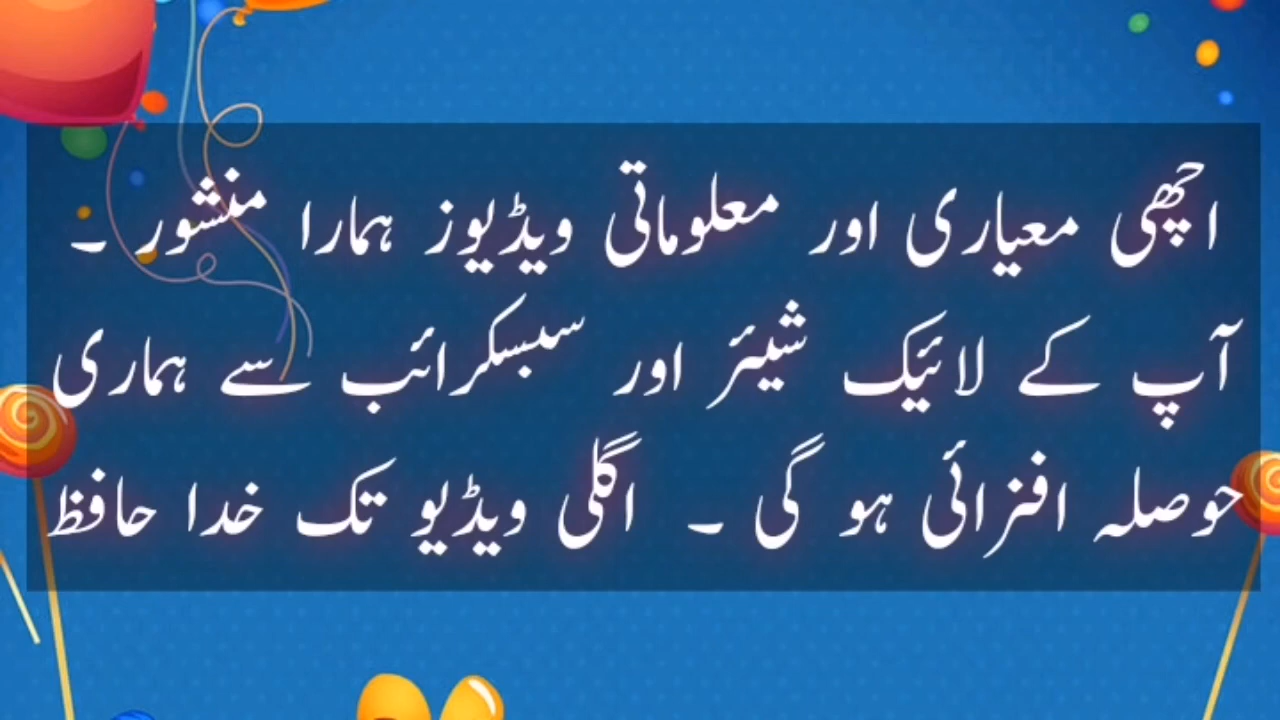 اچھی معیاری اور معلوماتی ویڈیوز ہمارا منشور ۔
آپ کے لائیک شیئر اور سبسکرائب سے ہماری
حوصلہ افزائی ہو گی ۔ اگلی ویڈیو تک خدا حافظ